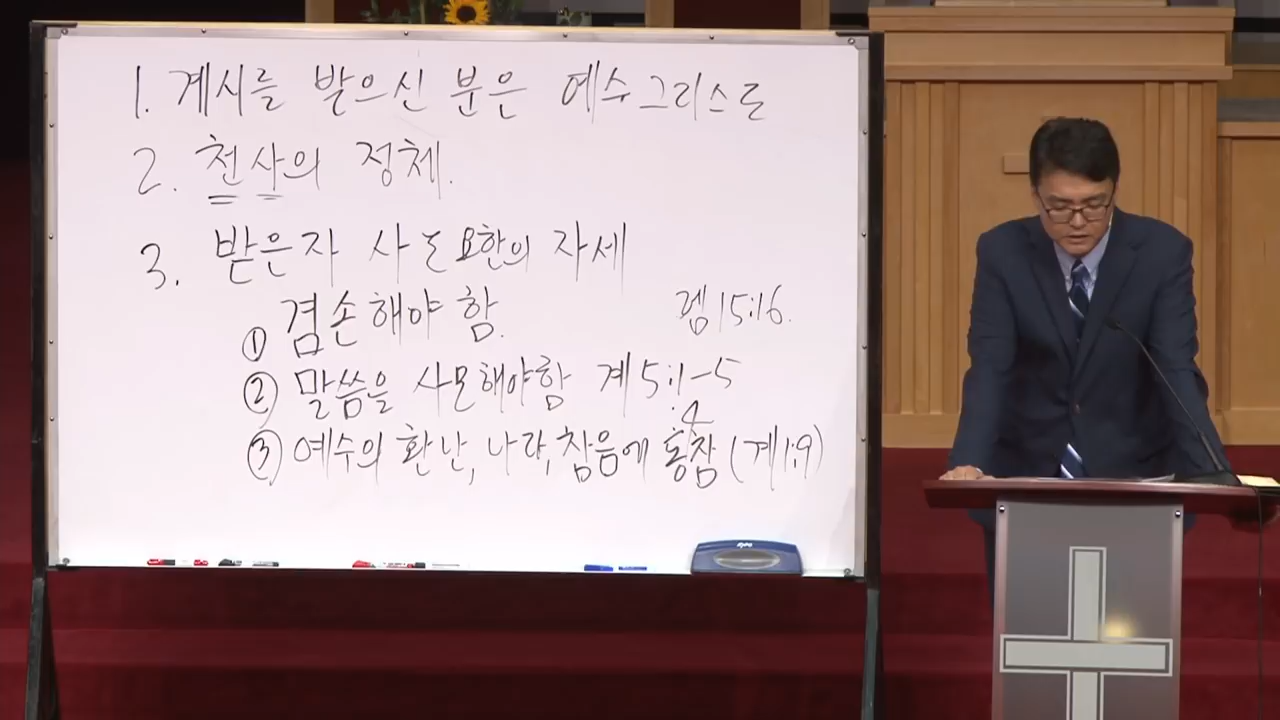 1. 계시를 받으신 분은 예수그리스도
2. 천사의 정체.
3. 받은자 사도요한의 자세
① 겸손해야 함. 렘 15:16.
② 말씀을 사모해야함 계 5:1-5
4
③ 예수의 환난, 나라, 참음에 동참 (계1:9)